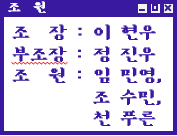 조 원
조 장 : 이 현우
부조장 : 정 진우
조 원 : 임 민영,
조 수민,
천 푸른